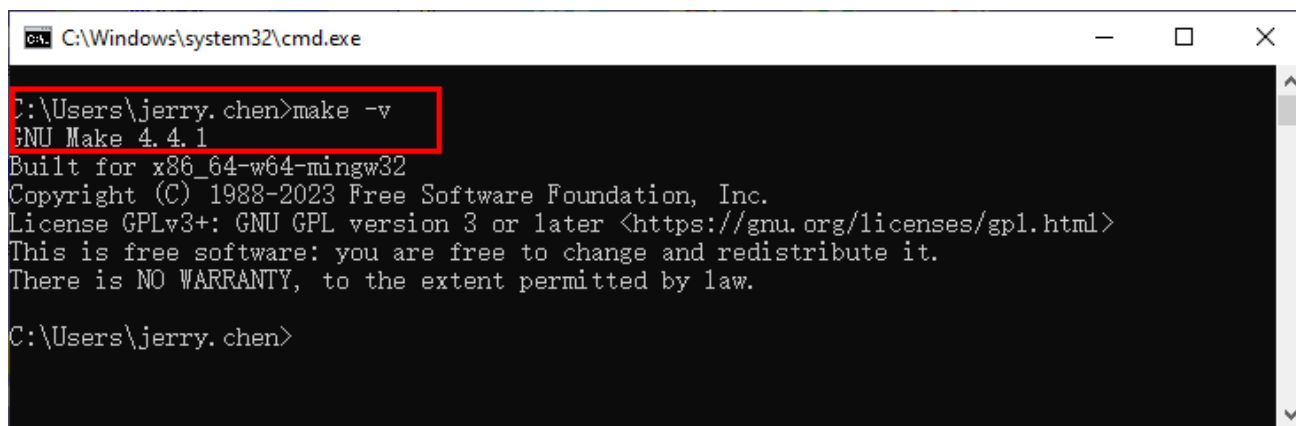 C:\Windows\system32\cmd.exe
C:\Users\jerry.chen>make -v
GNU Make 4.4.1
Built for x86_64-w64-mingw32
Copyright (C) 1988-2023 Free Software Foundation, Inc.
License GPLv3+: GNU GPL version 3 or later <https://gnu.org/licenses/gpl.html>
This is free software: you are free to change and redistribute it.
There is NO WARRANTY, to the extent permitted by law.
C:\Users\jerry.chen>